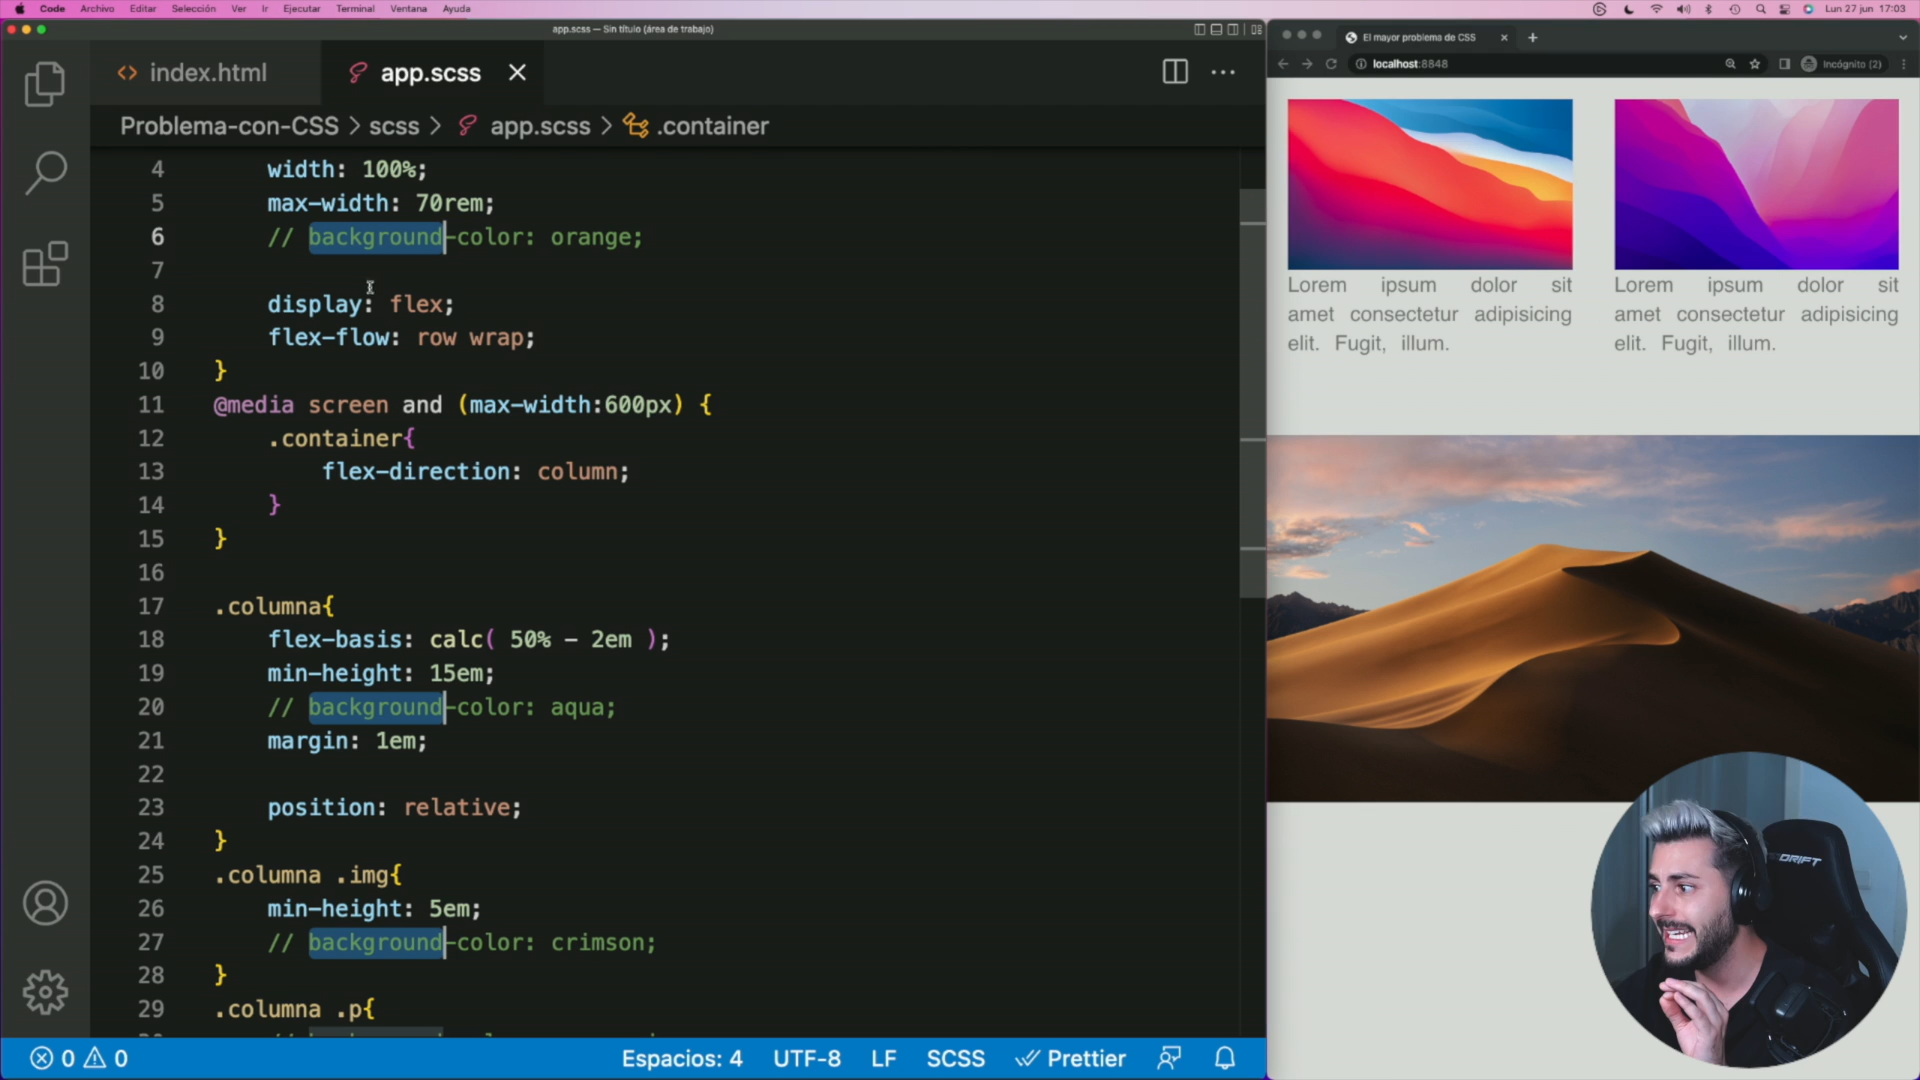 Code Archivo Editar Selección Ver Ir Ejecutar Terminal Ventana Ayuda
Lun 27 jun 17:03
app.scss — Sin título (área de trabajo)
index.html
app.scss
Problema-con-CSS > scss > app.scss > .container
4 width: 100%;
5 max-width: 70rem;
6 // background-color: orange;
7
8 display: flex;
9 flex-flow: row wrap;
10 }
11 @media screen and (max-width:600px) {
12 .container{
13 flex-direction: column;
14 }
15 }
16
17 .columna{
18 flex-basis: calc( 50% - 2em );
19 min-height: 15em;
20 // background-color: aqua;
21 margin: 1em;
22
23 position: relative;
24 }
25 .columna .img{
26 min-height: 5em;
27 // background-color: crimson;
28 }
29 .columna .p{
0 0
Espacios: 4 UTF-8 LF SCSS Prettier
El mayor problema de CSS
localhost:8848
Incógnito (2)
Lorem ipsum dolor sit
amet consectetur adipisicing
elit. Fugit, illum.
Lorem ipsum dolor sit
amet consectetur adipisicing
elit. Fugit, illum.
DRIFT